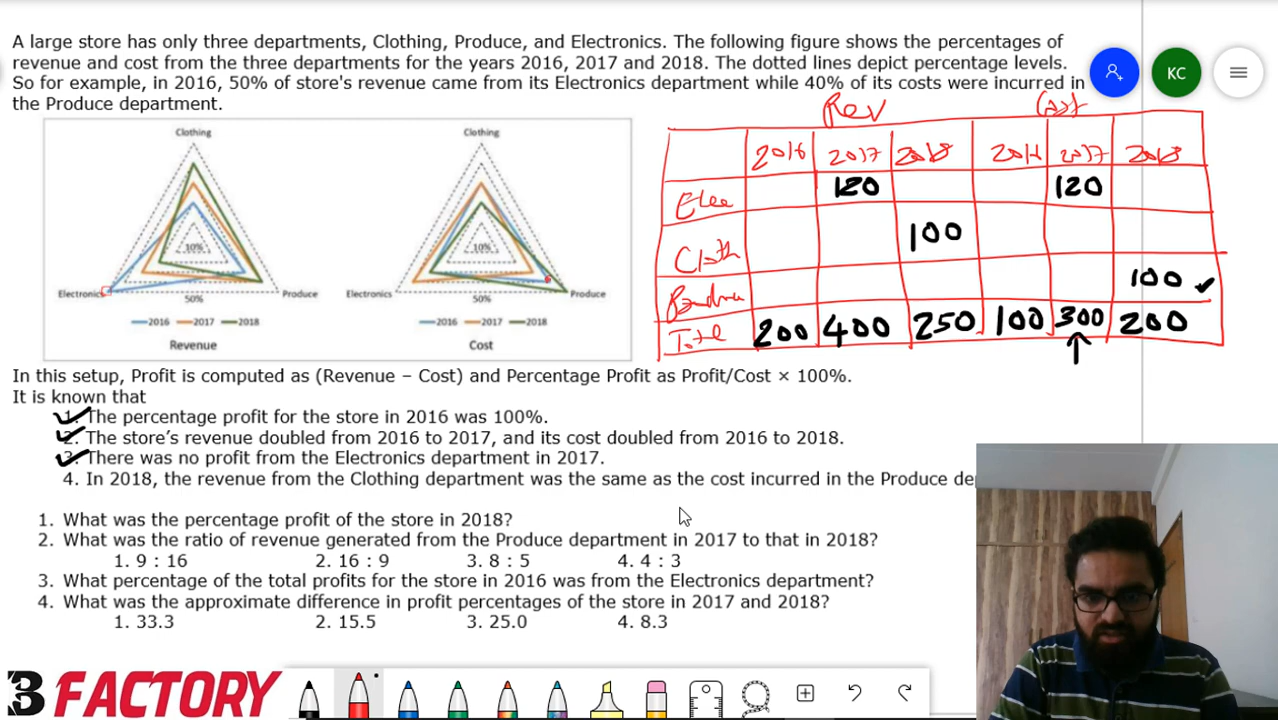 A large store has only three departments, Clothing, Produce, and Electronics. The following figure shows the percentages of
revenue and cost from the three departments for the years 2016, 2017 and 2018. The dotted lines depict percentage levels.
So for example, in 2016, 50% of store's revenue came from its Electronics department while 40% of its costs were incurred in
the Produce department.
KC
Rev Cost
2016 2017 2018 2016 2017 2018
Elec 120 120
Cloth 100
100
Total 200 400 250 100 300 200
Clothing
10%
Electronics
50%
Produce
2016 2017 2018
Revenue
Clothing
10%
Electronics
50%
Produce
2016 2017 2018
Cost
In this setup, Profit is computed as (Revenue – Cost) and Percentage Profit as Profit/Cost × 100%.
It is known that
1. The percentage profit for the store in 2016 was 100%.
2. The store's revenue doubled from 2016 to 2017, and its cost doubled from 2016 to 2018.
3. There was no profit from the Electronics department in 2017.
4. In 2018, the revenue from the Clothing department was the same as the cost incurred in the Produce de
1. What was the percentage profit of the store in 2018?
2. What was the ratio of revenue generated from the Produce department in 2017 to that in 2018?
1. 9 : 16 2. 16 : 9 3. 8 : 5 4. 4 : 3
3. What percentage of the total profits for the store in 2016 was from the Electronics department?
4. What was the approximate difference in profit percentages of the store in 2017 and 2018?
1. 33.3 2. 15.5 3. 25.0 4. 8.3
3 FACTORY